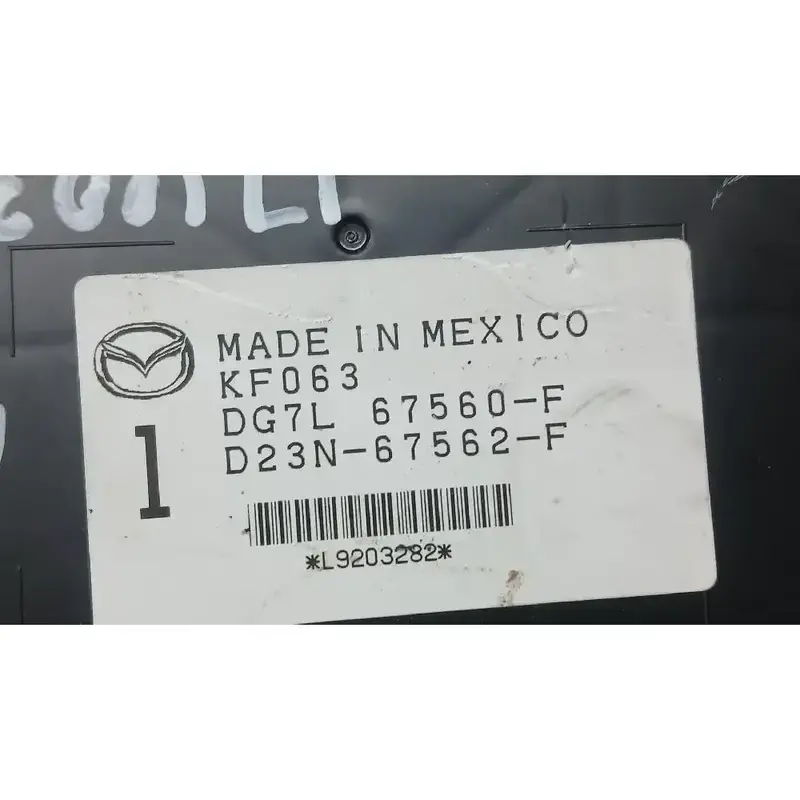 MADE IN MEXICO
KF063
DG7L 67560-F
1
D23N-67562-F
*L9203282*